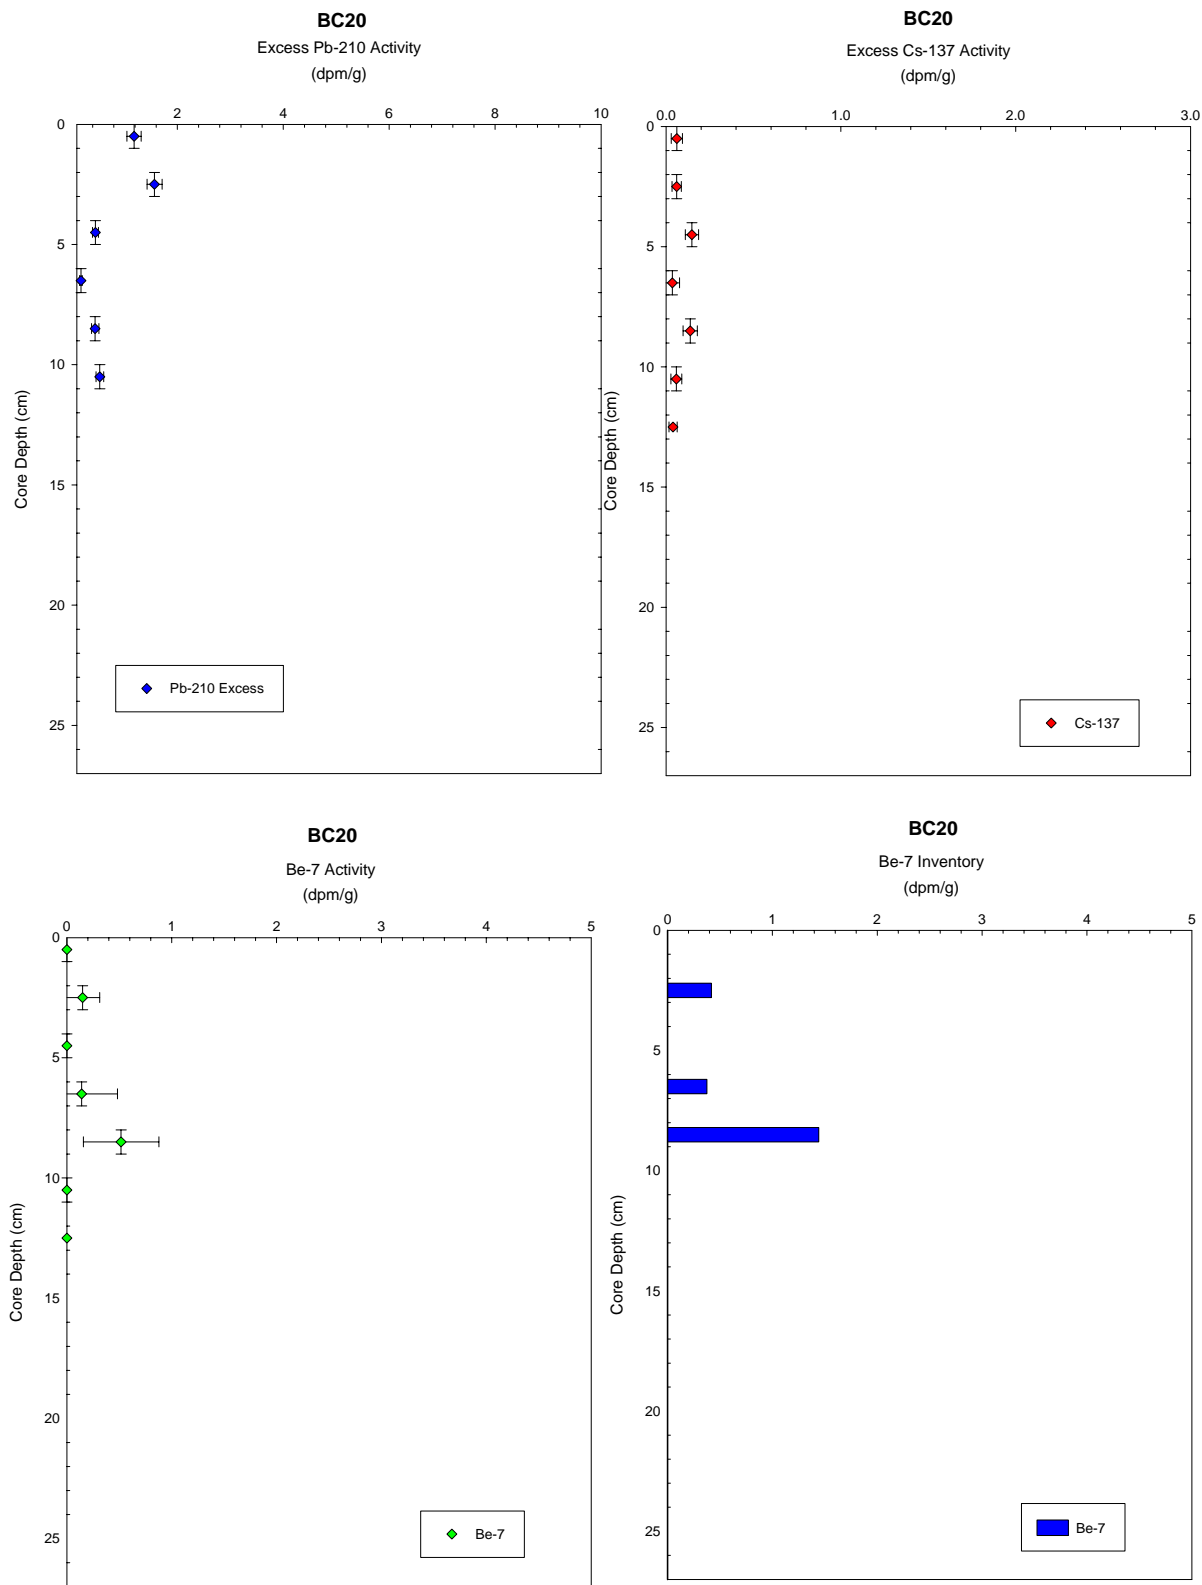 BC20
Excess Pb-210 Activity
(dpm/g)
2 4 6 8 10
0
5
10
15
20
25
Core Depth (cm)
Pb-210 Excess
BC20
Excess Cs-137 Activity
(dpm/g)
0.0 1.0 2.0 3.0
0
5
10
15
20
25
Core Depth (cm)
Cs-137
BC20
Be-7 Activity
(dpm/g)
0 1 2 3 4 5
0
5
10
15
20
25
Core Depth (cm)
Be-7
BC20
Be-7 Inventory
(dpm/g)
0 1 2 3 4 5
0
5
10
15
20
25
Core Depth (cm)
Be-7